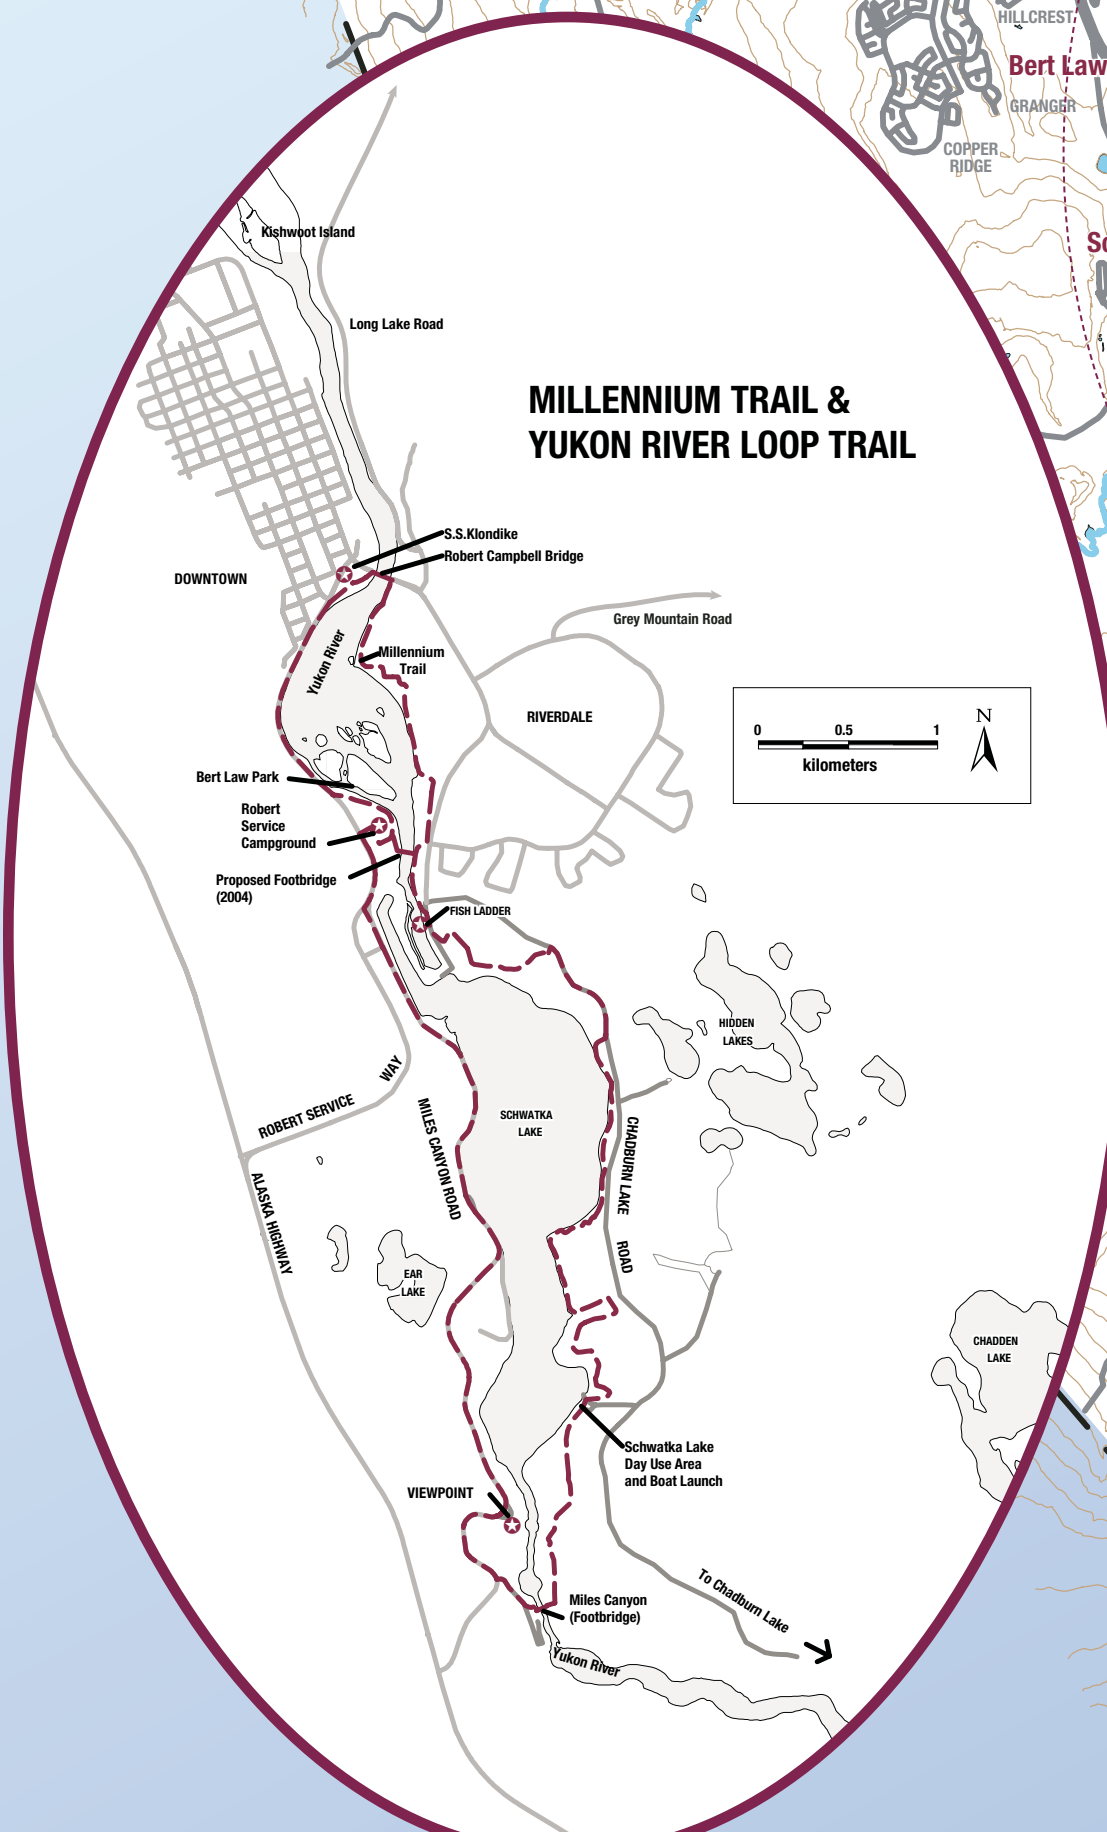 HILLCREST
Bert Law
GRANGER
COPPER
RIDGE
Kishwoot Island
Long Lake Road
MILLENNIUM TRAIL &
YUKON RIVER LOOP TRAIL
S.S.Klondike
Robert Campbell Bridge
DOWNTOWN
Grey Mountain Road
Yukon River
Millennium
Trail
RIVERDALE
0 0.5 1
kilometers
N
Bert Law Park
Robert
Service
Campground
Proposed Footbridge
(2004)
FISH LADDER
HIDDEN
LAKES
ROBERT SERVICE WAY
MILES CANYON ROAD
SCHWATKA
LAKE
CHADBURN LAKE ROAD
ALASKA HIGHWAY
EAR
LAKE
CHADDEN
LAKE
Schwatka Lake
Day Use Area
and Boat Launch
VIEWPOINT
To Chadburn Lake
Miles Canyon
(Footbridge)
Yukon River